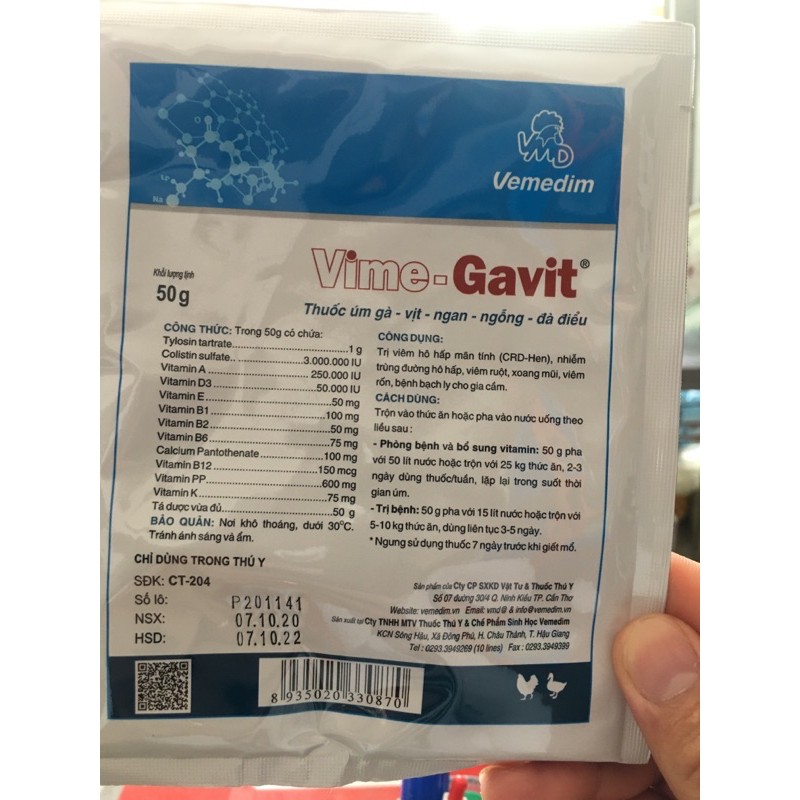 VMD
Vemedim
Vime-Gavit®
Khối lượng tịnh
50g
Thuốc úm gà - vịt - ngan - ngỗng - đà điểu
CÔNG THỨC: Trong 50g có chứa:
Tylosin tartrate..............................1 g
Colistin sulfate.. ..................3.000.000 IU
Vitamin A ..........................250.000 IU
Vitamin D3 ..........................50.000 IU
Vitamin E..................................50 mg
Vitamin B1..............................100 mg
Vitamin B2................................50 mg
Vitamin B6................................75 mg
Calcium Pantothenate................100 mg
Vitamin B12..........................150 mcg
Vitamin PP..............................600 mg
Vitamin K..................................75 mg
Tá dược vừa đủ............................50 g
BẢO QUẢN: Nơi khô thoáng, dưới 30°C.
Tránh ánh sáng và ẩm.
CHỈ DÙNG TRONG THÚ Y
SĐK: CT-204
Số lô: P201141
NSX: 07.10.20
HSD: 07.10.22
CÔNG DỤNG:
Trị viêm hô hấp mãn tính (CRD-Hen), nhiễm
trùng đường hô hấp, viêm ruột, xoang mũi, viêm
rốn, bệnh bạch lỵ cho gia cầm.
CÁCH DÙNG:
Trộn vào thức ăn hoặc pha vào nước uống theo
liều sau :
- Phòng bệnh và bổ sung vitamin: 50 g pha
với 50 lít nước hoặc trộn với 25 kg thức ăn, 2-3
ngày dùng thuốc/tuần, lặp lại trong suốt thời
gian úm.
- Trị bệnh: 50 g pha với 15 lít nước hoặc trộn với
5-10 kg thức ăn, dùng liên tục 3-5 ngày.
* Ngưng sử dụng thuốc 7 ngày trước khi giết mổ.
Sản phẩm của Cty CP SXKD Vật Tư & Thuốc Thú Y
Số 07 đường 30/4 Q. Ninh Kiều TP. Cần Thơ
Website: vemedim.vn Email: vmd@ & info@vemedim.vn
Sản xuất tại Cty TNHH MTV Thuốc Thú Y & Chế Phẩm Sinh Học Vemedim
KCN Sông Hậu, Xã Đông Phú, H. Châu Thành, T. Hậu Giang
Tel : 0293.3949269 (10 lines) Fax : 0293.3949399
8 935020 330870